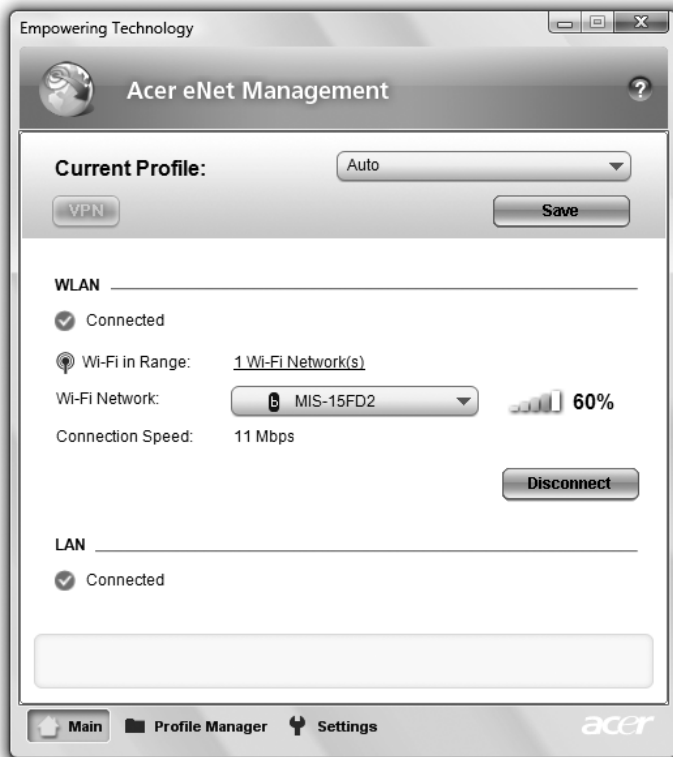 Empowering Technology
Acer eNet Management
?
Current Profile:
Auto
VPN
Save
WLAN
Connected
Wi-Fi in Range: 1 Wi-Fi Network(s)
Wi-Fi Network: b MIS-15FD2 60%
Connection Speed: 11 Mbps
Disconnect
LAN
Connected
Main Profile Manager Settings acer